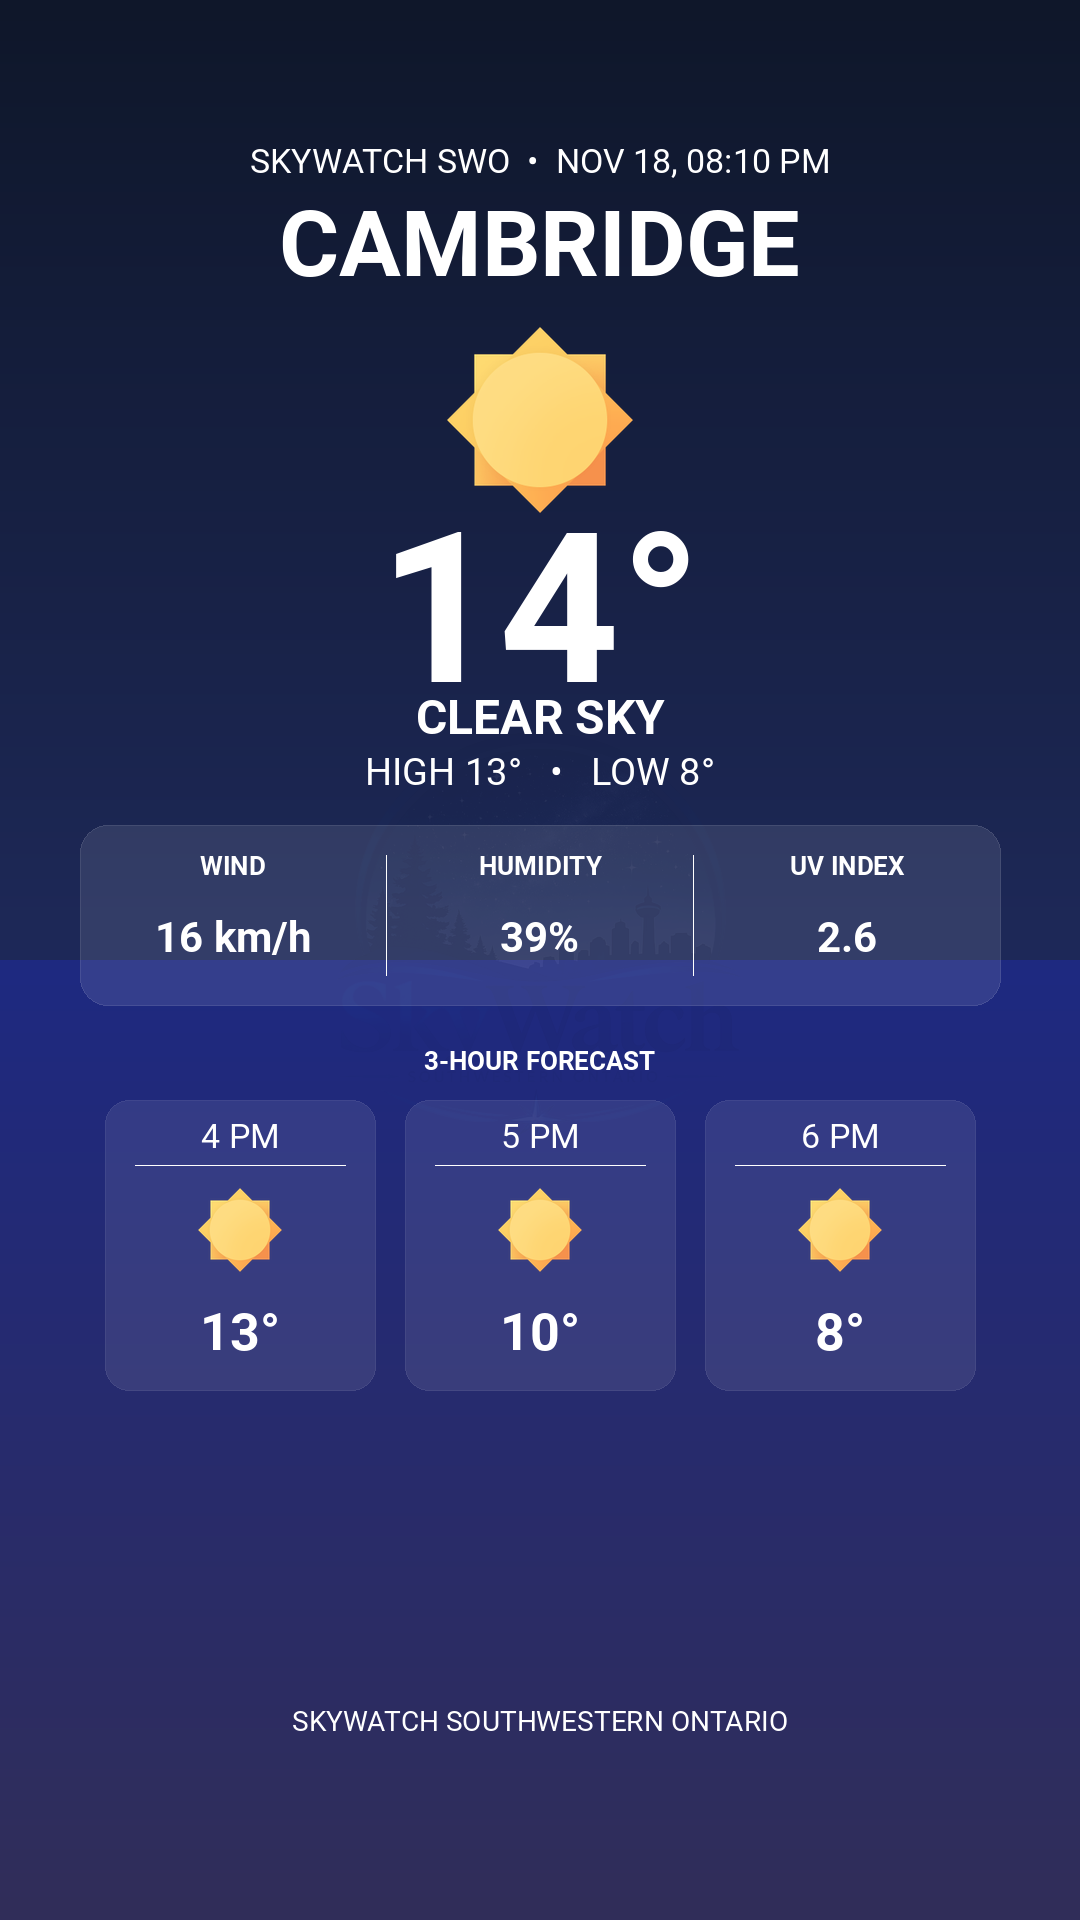 SKYWATCH SWO • NOV 18, 08:10 PM
CAMBRIDGE
14°
CLEAR SKY
HIGH 13° • LOW 8°
WIND HUMIDITY UV INDEX
16 km/h 39% 2.6
SkyWatch
3-HOUR FORECAST
4 PM 5 PM 6 PM
13° 10° 8°
SKYWATCH SOUTHWESTERN ONTARIO